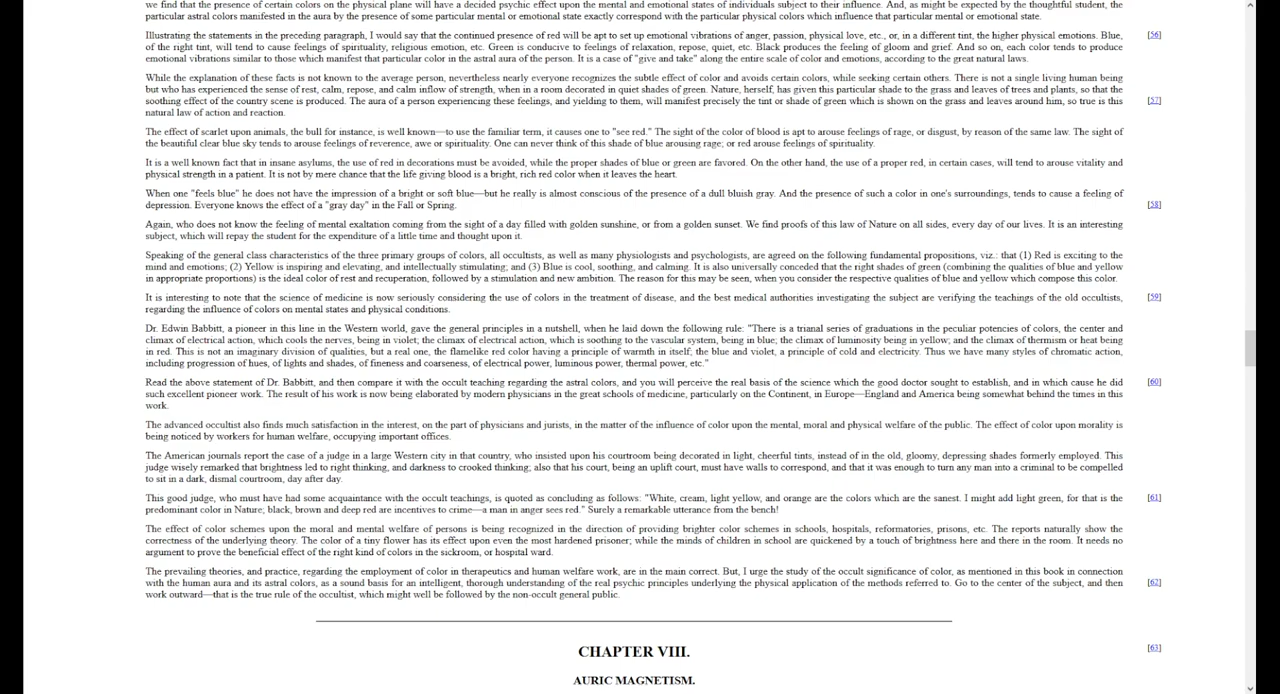 we find that the presence of certain colors on the physical plane will have a decided psychic effect upon the mental and emotional states of individuals subject to their influence. And, as might be expected by the thoughtful student, the
particular astral colors manifested in the aura by the presence of some particular mental or emotional state exactly correspond with the particular physical colors which influence that particular mental or emotional state.
Illustrating the statements in the preceding paragraph, I would say that the continued presence of red will be apt to set up emotional vibrations of anger, passion, physical love, etc., or, in a different tint, the higher physical emotions. Blue, [56]
of the right tint, will tend to cause feelings of spirituality, religious emotion, etc. Green is conducive to feelings of relaxation, repose, quiet, etc. Black produces the feeling of gloom and grief. And so on, each color tends to produce
emotional vibrations similar to those which manifest that particular color in the astral aura of the person. It is a case of "give and take" along the entire scale of color and emotions, according to the great natural laws.
While the explanation of these facts is not known to the average person, nevertheless nearly everyone recognizes the subtle effect of color and avoids certain colors, while seeking certain others. There is not a single living human being
but who has experienced the sense of rest, calm, repose, and calm inflow of strength, when in a room decorated in quiet shades of green. Nature, herself, has given this particular shade to the grass and leaves of trees and plants, so that the
soothing effect of the country scene is produced. The aura of a person experiencing these feelings, and yielding to them, will manifest precisely the tint or shade of green which is shown on the grass and leaves around him, so true is this [57]
natural law of action and reaction.
The effect of scarlet upon animals, the bull for instance, is well known—to use the familiar term, it causes one to "see red." The sight of the color of blood is apt to arouse feelings of rage, or disgust, by reason of the same law. The sight of
the beautiful clear blue sky tends to arouse feelings of reverence, awe or spirituality. One can never think of this shade of blue arousing rage; or red arousing feelings of spirituality.
It is a well known fact that in insane asylums, the use of red in decorations must be avoided, while the proper shades of blue or green are favored. On the other hand, the use of a proper red, in certain cases, will tend to arouse vitality and
physical strength in a patient. It is not by mere chance that the life giving blood is a bright, rich red color when it leaves the heart.
When one "feels blue" he does not have the impression of a bright or soft blue—but he really is almost conscious of the presence of a dull bluish gray. And the presence of such a color in one's surroundings, tends to cause a feeling of
depression. Everyone knows the effect of a "gray day" in the Fall or Spring. [58]
Again, who does not know the feeling of mental exaltation coming from the sight of a day filled with golden sunshine, or from a golden sunset. We find proofs of this law of Nature on all sides, every day of our lives. It is an interesting
subject, which will repay the student for the expenditure of a little time and thought upon it.
Speaking of the general class characteristics of the three primary groups of colors, all occultists, as well as many physiologists and psychologists, are agreed on the following fundamental propositions, viz.: that (1) Red is exciting to the
mind and emotions; (2) Yellow is inspiring and elevating, and intellectually stimulating; and (3) Blue is cool, soothing, and calming. It is also universally conceded that the right shades of green (combining the qualities of blue and yellow
in appropriate proportions) is the ideal color of rest and recuperation, followed by a stimulation and new ambition. The reason for this may be seen, when you consider the respective qualities of blue and yellow which compose this color.
It is interesting to note that the science of medicine is now seriously considering the use of colors in the treatment of disease, and the best medical authorities investigating the subject are verifying the teachings of the old occultists, [59]
regarding the influence of colors on mental states and physical conditions.
Dr. Edwin Babbitt, a pioneer in this line in the Western world, gave the general principles in a nutshell, when he laid down the following rule: "There is a trianal series of graduations in the peculiar potencies of colors, the center and
climax of electrical action, which cools the nerves, being in violet; the climax of electrical action, which is soothing to the vascular system, being in blue; the climax of luminosity being in yellow; and the climax of thermism or heat being
in red. This is not an imaginary division of qualities, but a real one, the flamelike red color having a principle of warmth in itself; the blue and violet, a principle of cold and electricity. Thus we have many styles of chromatic action,
including progression of hues, of lights and shades, of fineness and coarseness, of electrical power, luminous power, thermal power, etc."
Read the above statement of Dr. Babbitt, and then compare it with the occult teaching regarding the astral colors, and you will perceive the real basis of the science which the good doctor sought to establish, and in which cause he did [60]
such excellent pioneer work. The result of his work is now being elaborated by modern physicians in the great schools of medicine, particularly on the Continent, in Europe—England and America being somewhat behind the times in this
work.
The advanced occultist also finds much satisfaction in the interest, on the part of physicians and jurists, in the matter of the influence of color upon the mental, moral and physical welfare of the public. The effect of color upon morality is
being noticed by workers for human welfare, occupying important offices.
The American journals report the case of a judge in a large Western city in that country, who insisted upon his courtroom being decorated in light, cheerful tints, instead of in the old, gloomy, depressing shades formerly employed. This
judge wisely remarked that brightness led to right thinking, and darkness to crooked thinking; also that his court, being an uplift court, must have walls to correspond, and that it was enough to turn any man into a criminal to be compelled
to sit in a dark, dismal courtroom, day after day.
This good judge, who must have had some acquaintance with the occult teachings, is quoted as concluding as follows: "White, cream, light yellow, and orange are the colors which are the sanest. I might add light green, for that is the [61]
predominant color in Nature; black, brown and deep red are incentives to crime—a man in anger sees red." Surely a remarkable utterance from the bench!
The effect of color schemes upon the moral and mental welfare of persons is being recognized in the direction of providing brighter color schemes in schools, hospitals, reformatories, prisons, etc. The reports naturally show the
correctness of the underlying theory. The color of a tiny flower has its effect upon even the most hardened prisoner; while the minds of children in school are quickened by a touch of brightness here and there in the room. It needs no
argument to prove the beneficial effect of the right kind of colors in the sickroom, or hospital ward.
The prevailing theories, and practice, regarding the employment of color in therapeutics and human welfare work, are in the main correct. But, I urge the study of the occult significance of color, as mentioned in this book in connection
with the human aura and its astral colors, as a sound basis for an intelligent, thorough understanding of the real psychic principles underlying the physical application of the methods referred to. Go to the center of the subject, and then [62]
work outward—that is the true rule of the occultist, which might well be followed by the non-occult general public.
CHAPTER VIII. [63]
AURIC MAGNETISM.